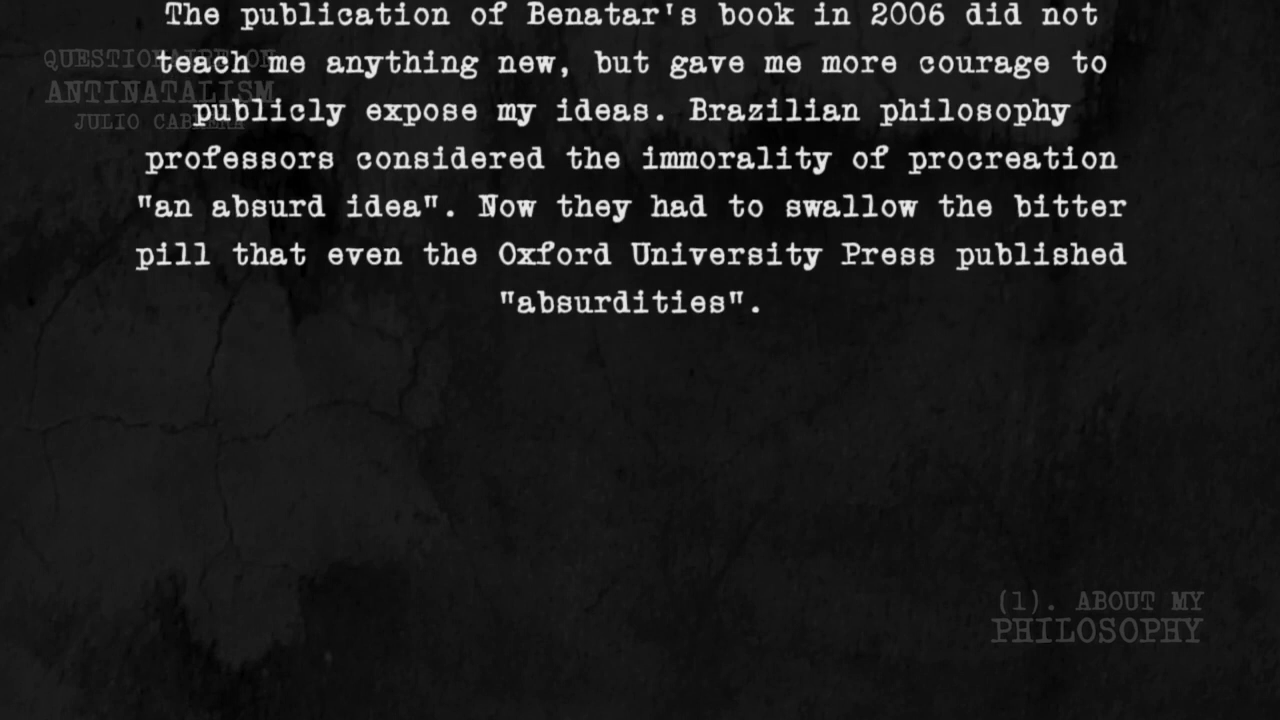 The publication of Benatar's book in 2006 did not
teach me anything new, but gave me more courage to
publicly expose my ideas. Brazilian philosophy
professors considered the immorality of procreation
"an absurd idea". Now they had to swallow the bitter
pill that even the Oxford University Press published
"absurdities".
QUESTIONAIRE ON
ANTINATALISM
JULIO CABRERA
(1). ABOUT MY
PHILOSOPHY